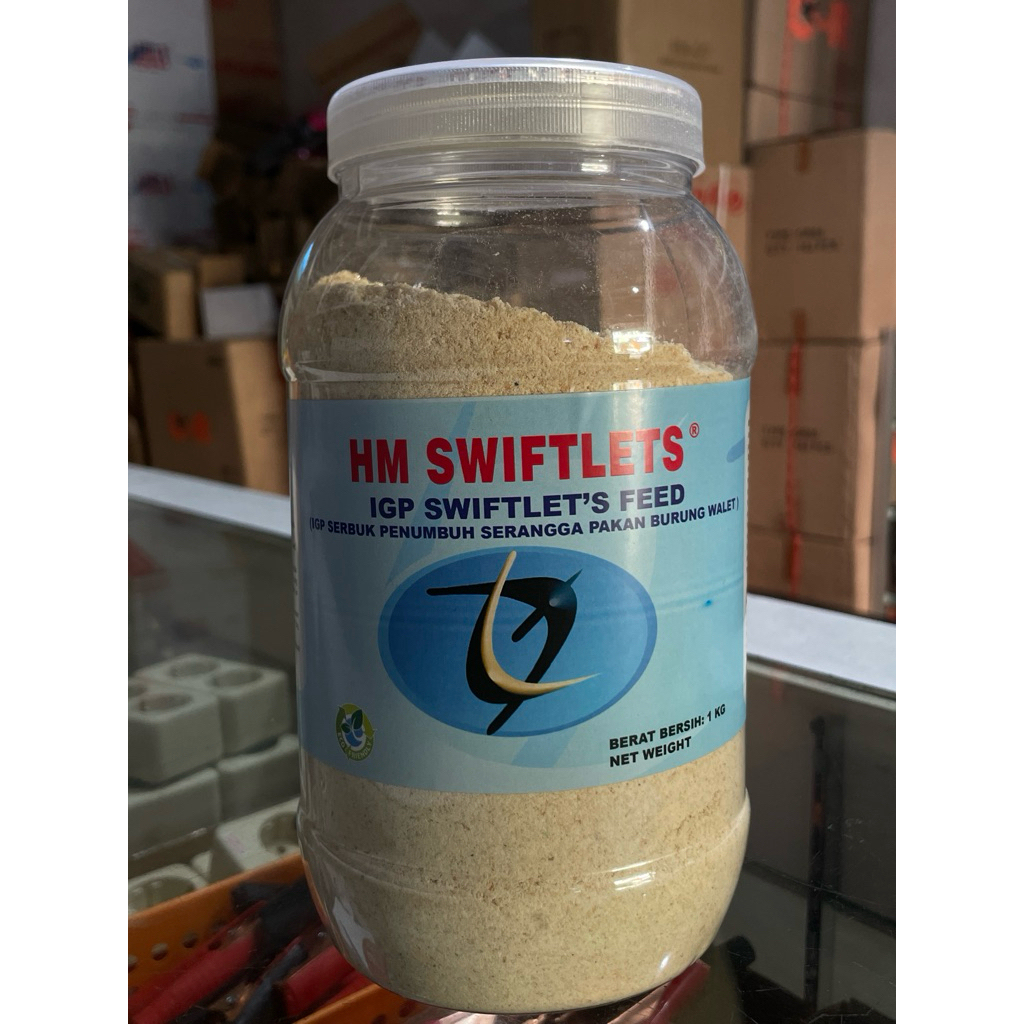 HM SWIFTLETS®
IGP SWIFTLET'S FEED
(IGP SERBUK PENUMBUH SERANGGA PAKAN BURUNG WALET)
BERAT BERSIH: 1 KG
NET WEIGHT